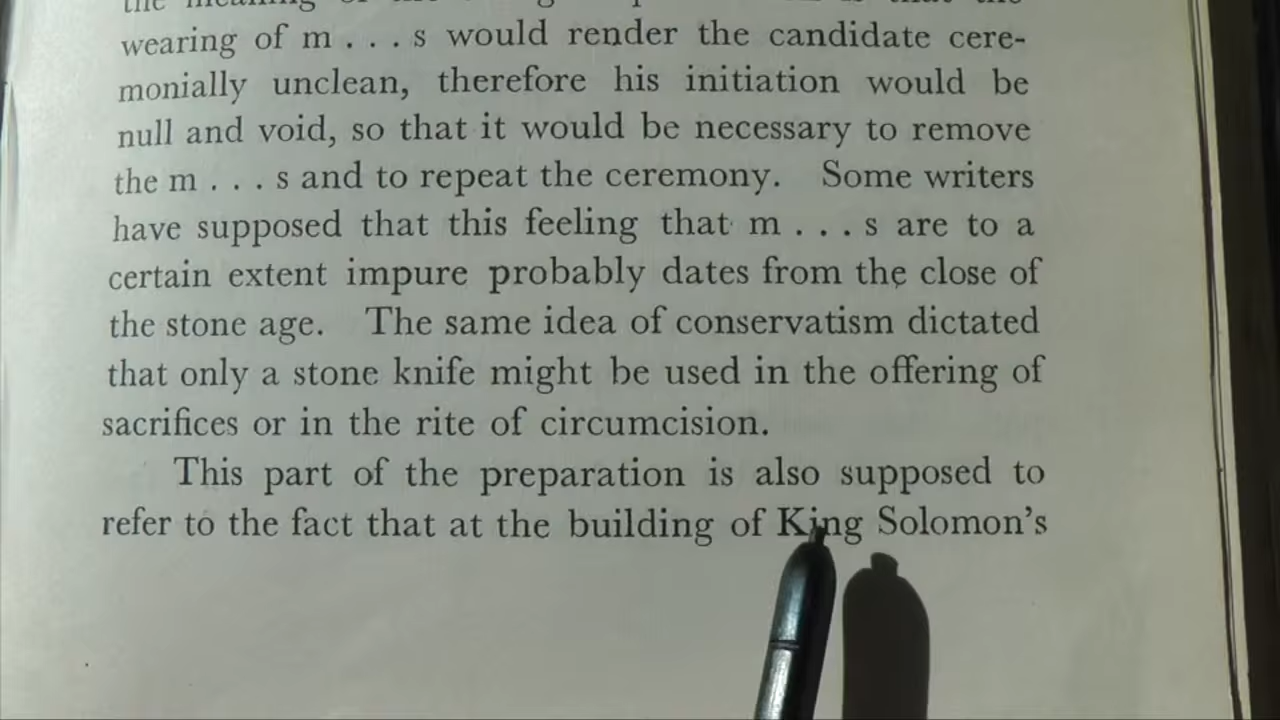 wearing of m . . . s would render the candidate cere-
monially unclean, therefore his initiation would be
null and void, so that it would be necessary to remove
the m . . . s and to repeat the ceremony. Some writers
have supposed that this feeling that m . . . s are to a
certain extent impure probably dates from the close of
the stone age. The same idea of conservatism dictated
that only a stone knife might be used in the offering of
sacrifices or in the rite of circumcision.
This part of the preparation is also supposed to
refer to the fact that at the building of King Solomon's